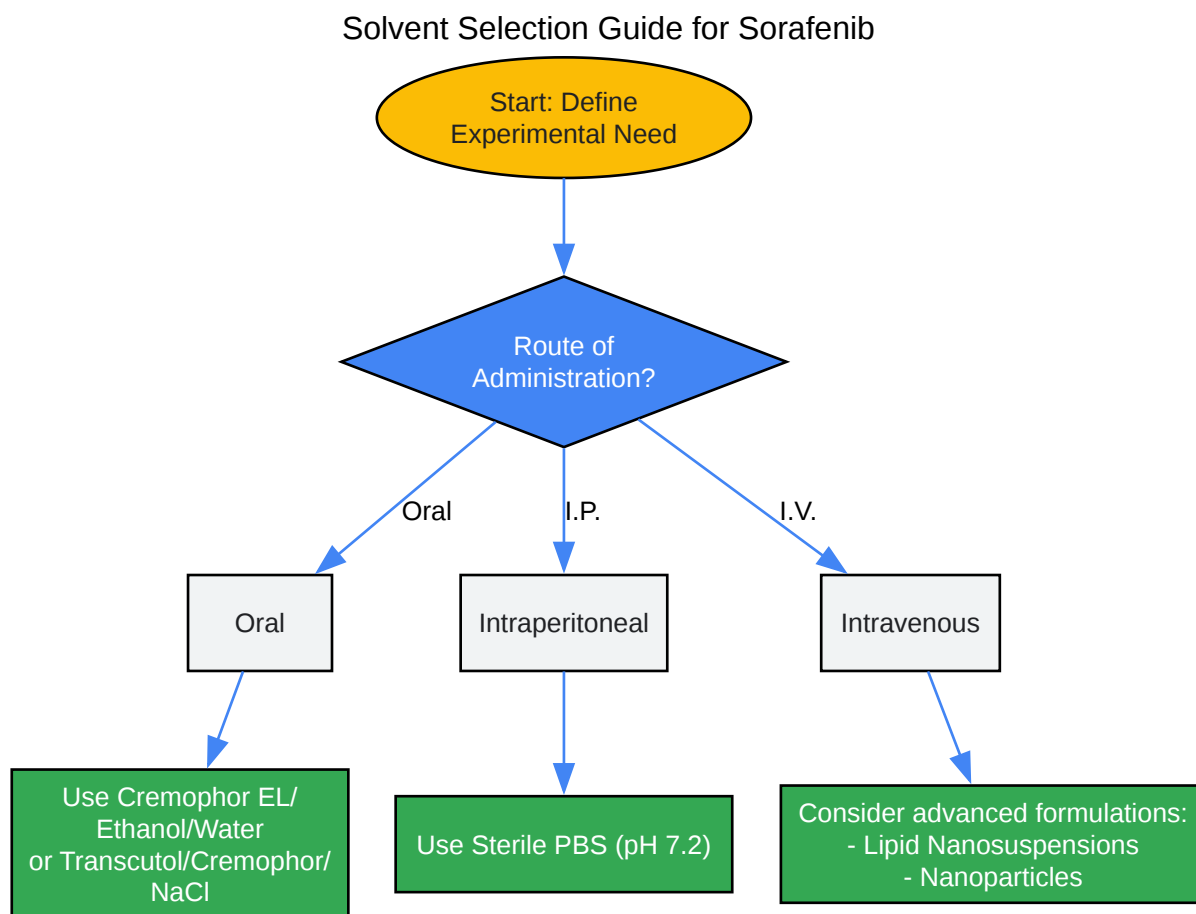 Solvent Selection Guide for Sorafenib
Start: Define
Experimental Need
Route of
Administration?
Oral
I.P.
I.V.
Oral
Intraperitoneal
Intravenous
Use Cremophor EL/
Ethanol/Water
or Transcutol/Cremophor/
NaCl
Use Sterile PBS (pH 7.2)
Consider advanced formulations:
- Lipid Nanosuspensions
- Nanoparticles